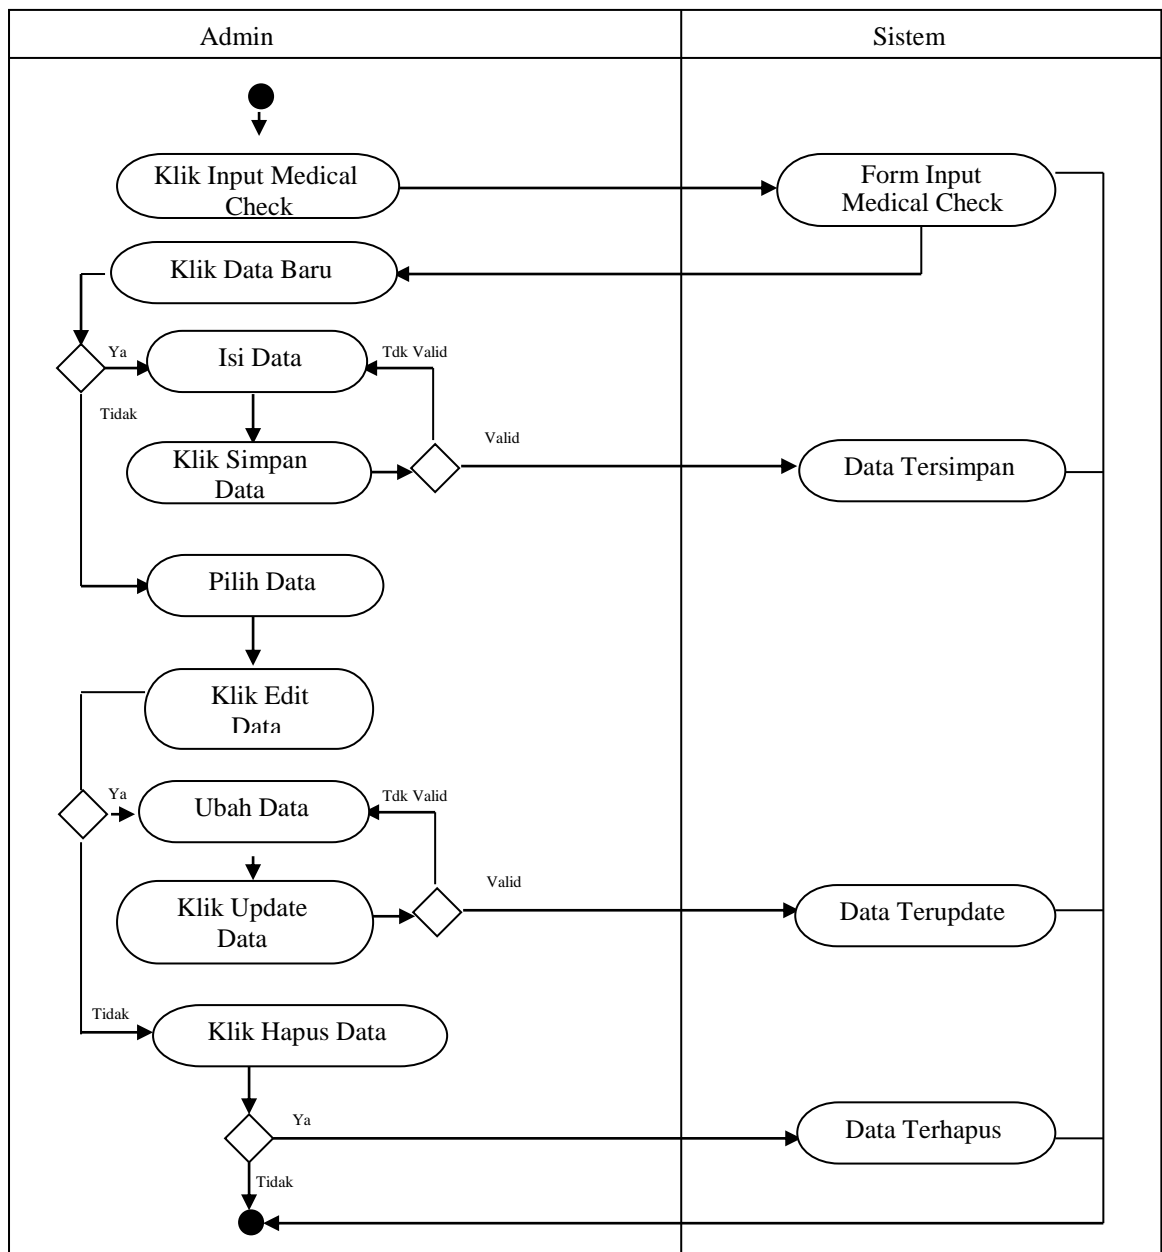 Admin
Sistem
Klik Input Medical
Check
Form Input
Medical Check
Klik Data Baru
Ya
Isi Data
Tdk Valid
Tidak
Klik Simpan
Data
Valid
Data Tersimpan
Pilih Data
Klik Edit
Data
Ya
Ubah Data
Tdk Valid
Klik Update
Data
Valid
Data Terupdate
Tidak
Klik Hapus Data
Ya
Data Terhapus
Tidak